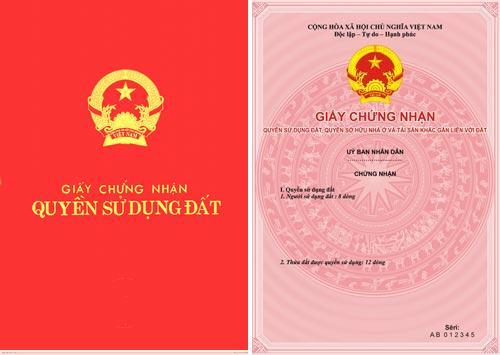 VIỆT NAM
GIẤY CHỨNG NHẬN
QUYỀN SỬ DỤNG ĐẤT
CỘNG HÒA XÃ HỘI CHỦ NGHĨA VIỆT NAM
Độc lập - Tự do - Hạnh phúc
GIẤY CHỨNG NHẬN
QUYỀN SỬ DỤNG ĐẤT, QUYỀN SỞ HỮU NHÀ Ở VÀ TÀI SẢN KHÁC GẮN LIỀN VỚI ĐẤT
UỶ BAN NHÂN DÂN
CHỨNG NHẬN
I. Quyền sử dụng đất
1. Người sử dụng đất : 8 dòng
2. Thửa đất được quyền sử dụng: 12 dòng
Sêri:
AB 012345